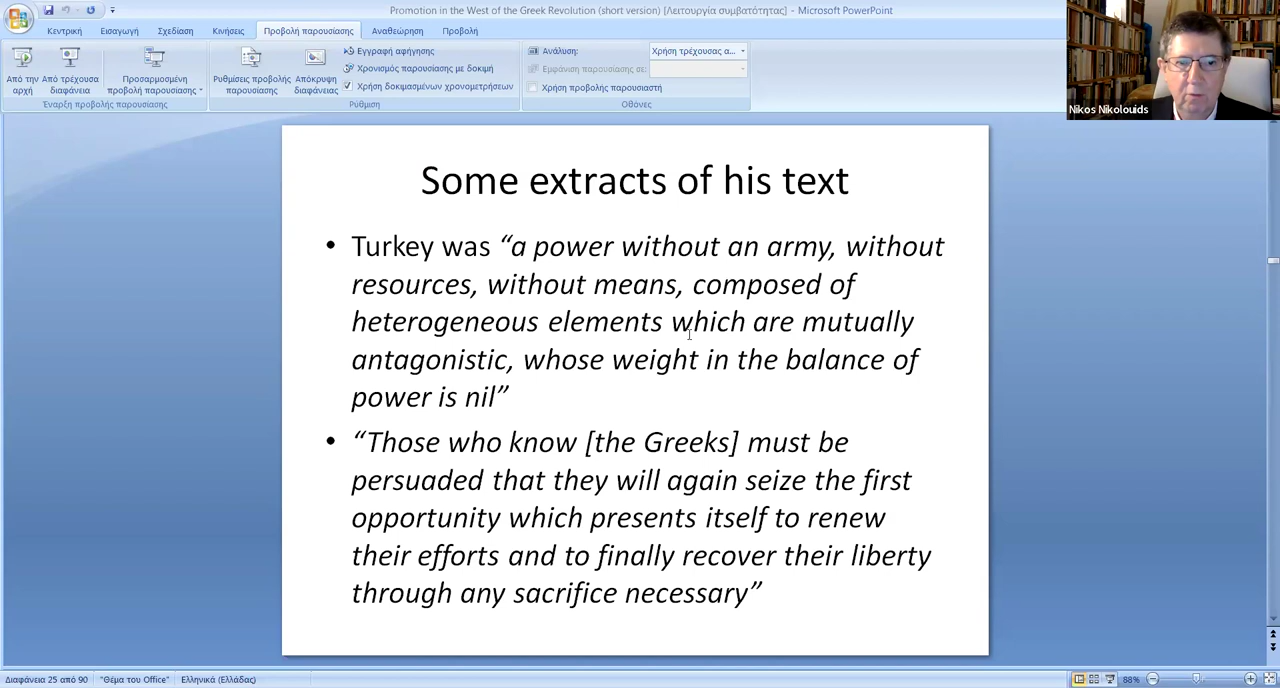 Promotion in the West of the Greek Revolution (short version) [Λειτουργία συμβατότητας] - Microsoft PowerPoint
Κεντρική Εισαγωγή Σχεδίαση Κινήσεις Προβολή παρουσίασης Αναθεώρηση Προβολή
Από την αρχή
Από τρέχουσα διαφάνεια
Προσαρμοσμένη προβολή παρουσίασης
Έναρξη προβολής παρουσίασης
Ρυθμίσεις προβολής παρουσίασης
Απόκρυψη διαφάνειας
Εγγραφή αφήγησης
Χρονισμός παρουσίασης με δοκιμή
Χρήση δοκιμασμένων χρονομετρήσεων
Ρύθμιση
Ανάλυση: Χρήση τρέχουσας α...
Εμφάνιση παρουσίασης σε:
Χρήση προβολής παρουσιαστή
Οθόνες
Nikos Nikolouids
Some extracts of his text
• Turkey was “a power without an army, without
resources, without means, composed of
heterogeneous elements which are mutually
antagonistic, whose weight in the balance of
power is nil”
• “Those who know [the Greeks] must be
persuaded that they will again seize the first
opportunity which presents itself to renew
their efforts and to finally recover their liberty
through any sacrifice necessary”
Διαφάνεια 25 από 90 "Θέμα του Office" Ελληνικά (Ελλάδας) 88%